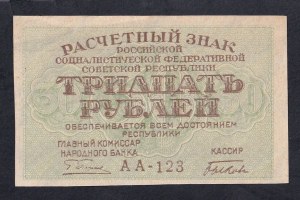 РАСЧЕТНЫЙ ЗНАК
РОССИЙСКОЙ
СОЦИАЛИСТИЧЕСКОЙ ФЕДЕРАТИВНОЙ
СОВЕТСКОЙ РЕСПУБЛИКИ
ТРИДЦАТЬ
РУБЛЕЙ
ОБЕСПЕЧИВАЕТСЯ ВСЕМ ДОСТОЯНИЕМ
РЕСПУБЛИКИ
ГЛАВНЫЙ КОМИССАР
НАРОДНОГО БАНКА
КАССИР
АА-123